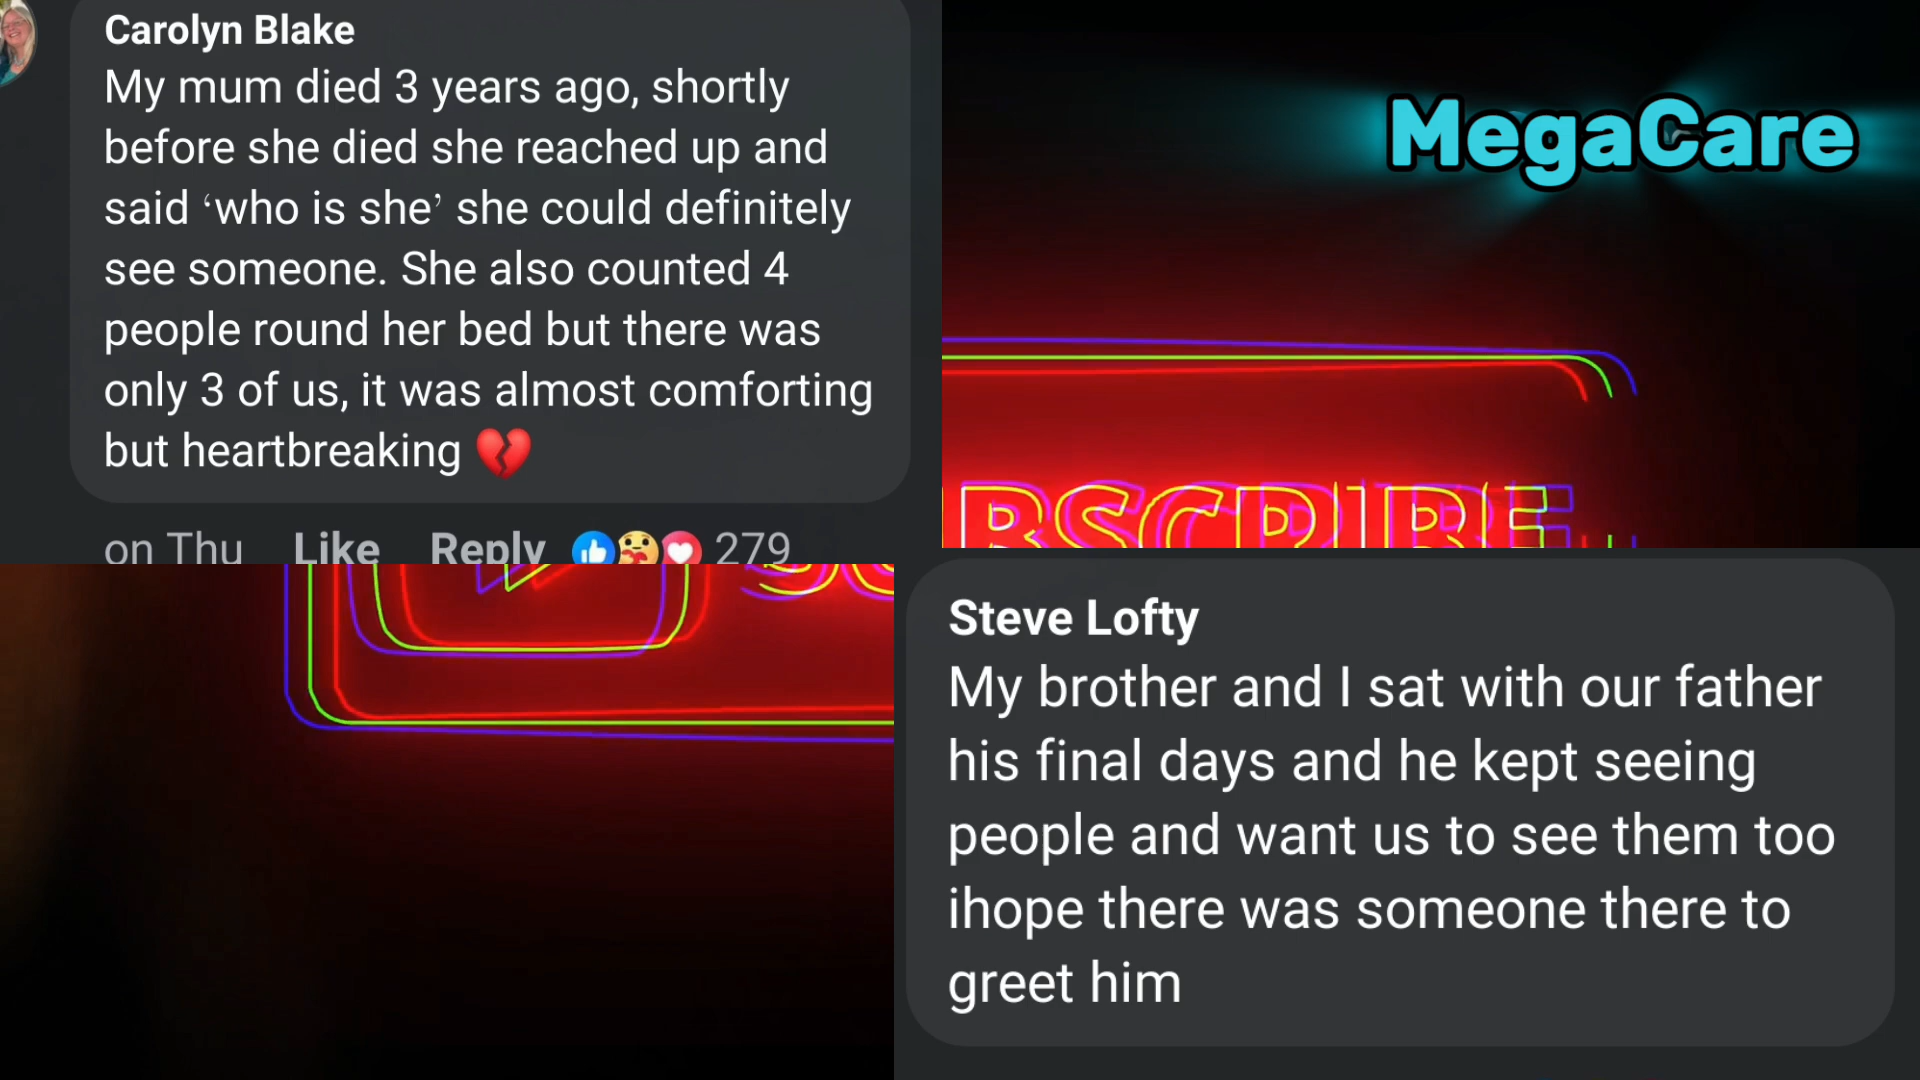 Carolyn Blake
My mum died 3 years ago, shortly
before she died she reached up and
said ‘who is she’ she could definitely
see someone. She also counted 4
people round her bed but there was
only 3 of us, it was almost comforting
but heartbreaking 💔
on Thu Like Reply 279
MegaCare
BSCRIBE
Steve Lofty
My brother and I sat with our father
his final days and he kept seeing
people and want us to see them too
ihope there was someone there to
greet him